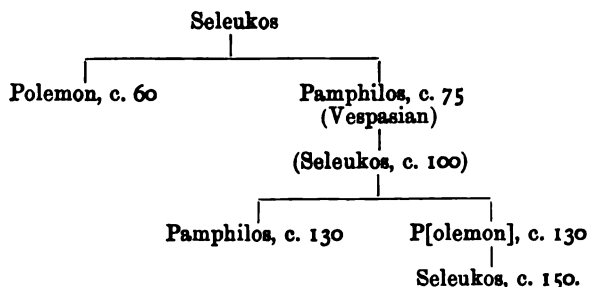 Seleukos
Polemon, c. 60 Pamphilos, c. 75
(Vespasian)
(Seleukos, c. 100)
Pamphilos, c. 130 P[olemon], c. 130
Seleukos, c. 150.